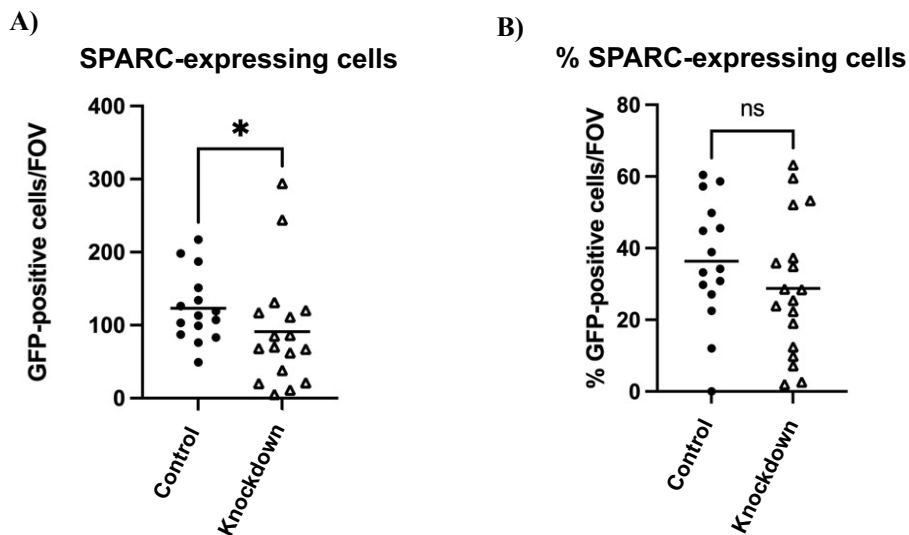 A)
SPARC-expressing cells
GFP-positive cells/FOV
400
300
200
100
0
*
Control
Knockdown
B)
% SPARC-expressing cells
% GFP-positive cells/FOV
80
60
40
20
0
ns
Control
Knockdown